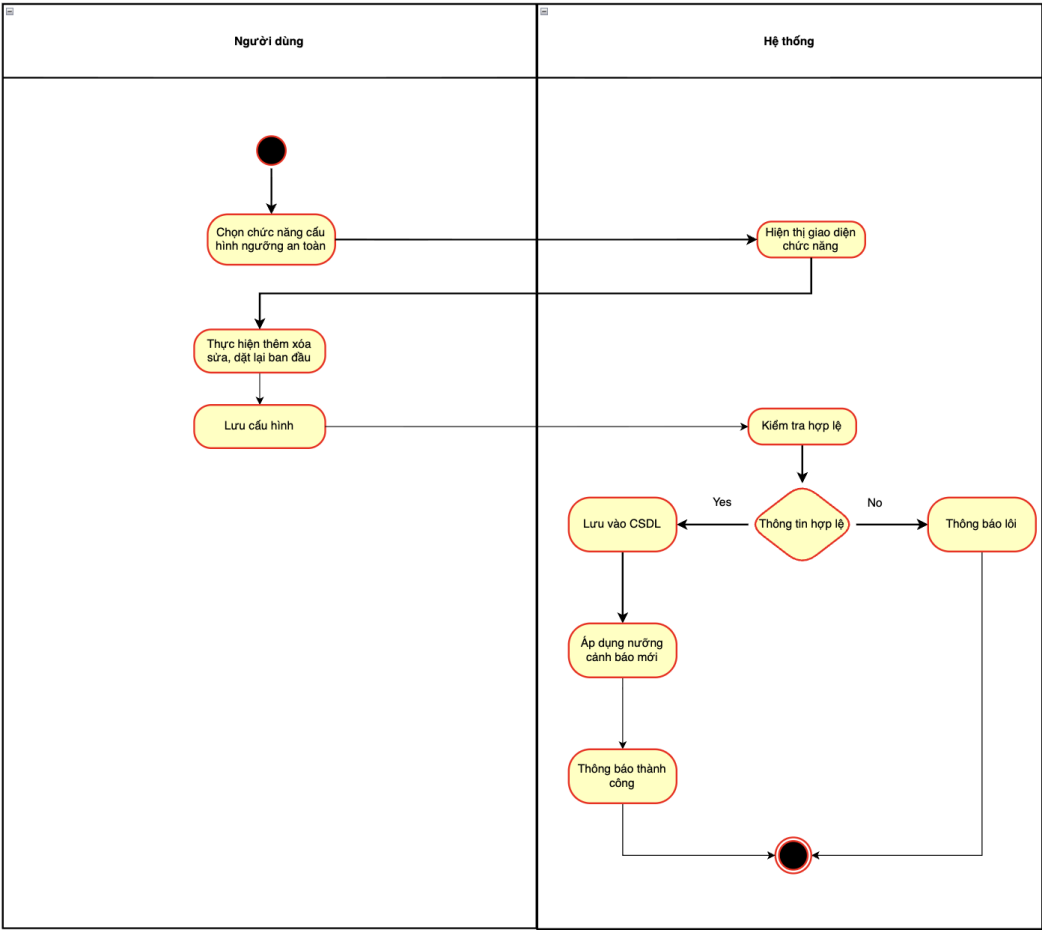 Người dùng
Hệ thống
Chọn chức năng cấu
hình ngưỡng an toàn
Hiện thị giao diện
chức năng
Thực hiện thêm xóa
sửa, dặt lại ban đầu
Lưu cấu hình
Kiểm tra hợp lệ
Yes
No
Lưu vào CSDL
Thông tin hợp lệ
Thông báo lôi
Áp dụng nưỡng
cảnh báo mới
Thông báo thành
công